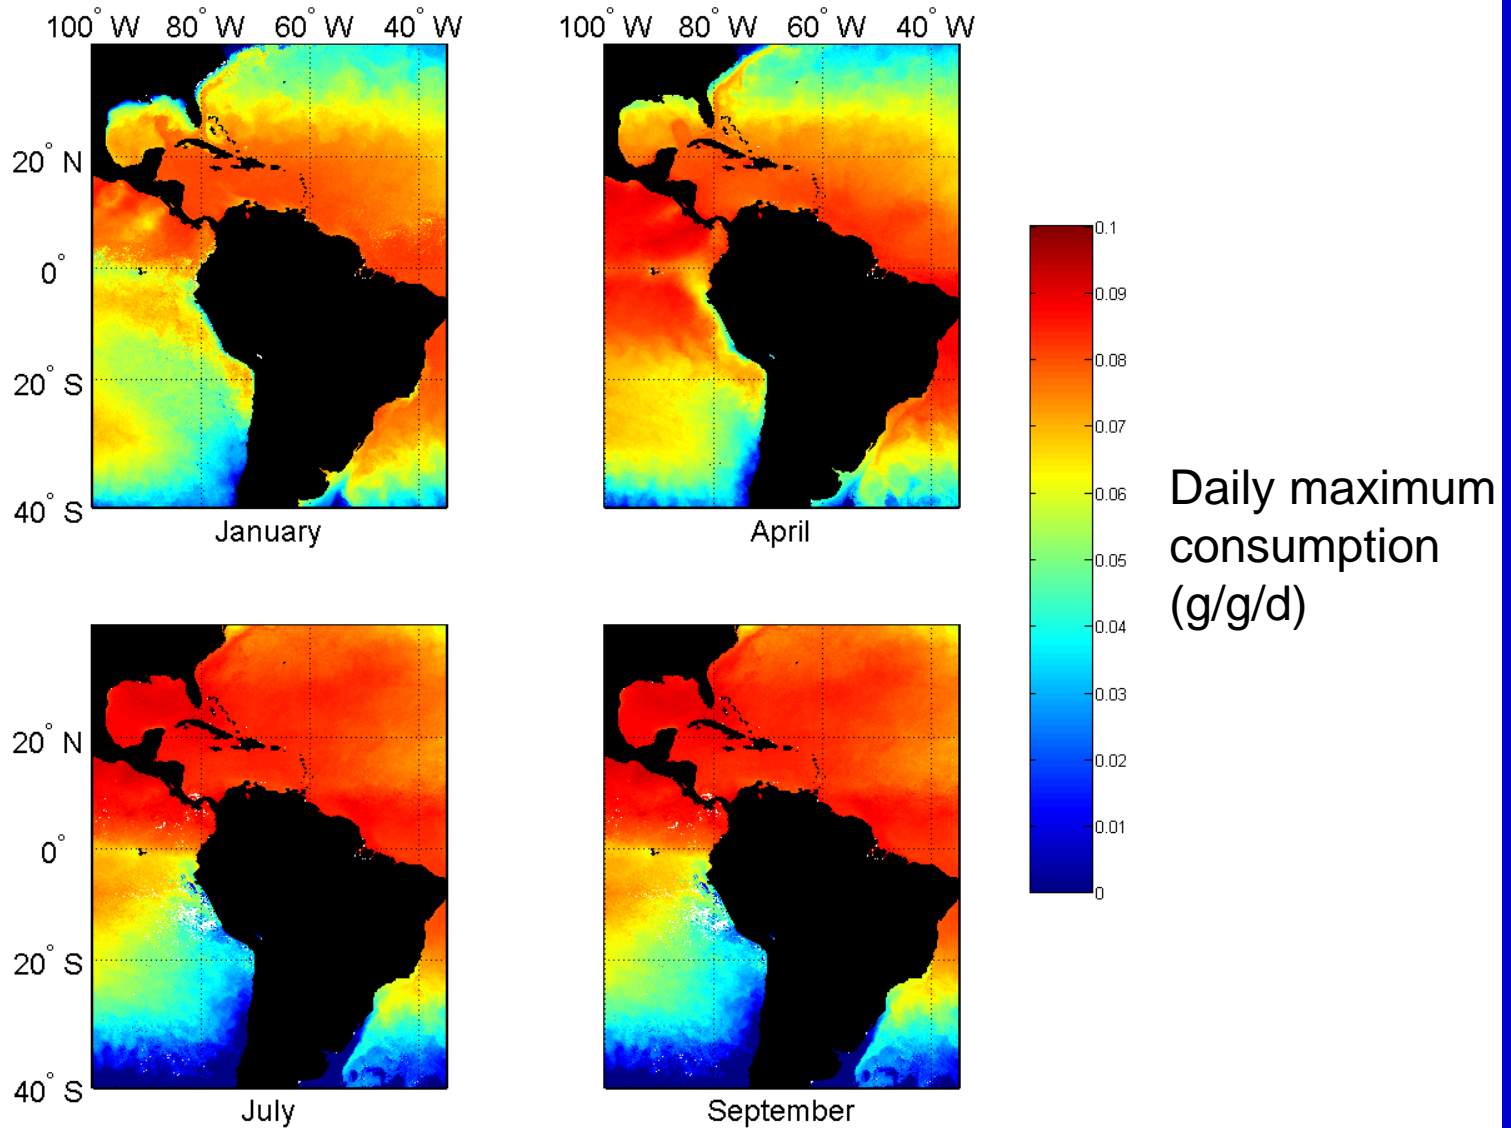 100° W 80° W 60° W 40° W
100° W 80° W 60° W 40° W
20° N
0°
20° S
40° S
January
April
0.1
0.09
0.08
0.07
0.06
0.05
0.04
0.03
0.02
0.01
0
Daily maximum
consumption
(g/g/d)
20° N
0°
20° S
40° S
July
September